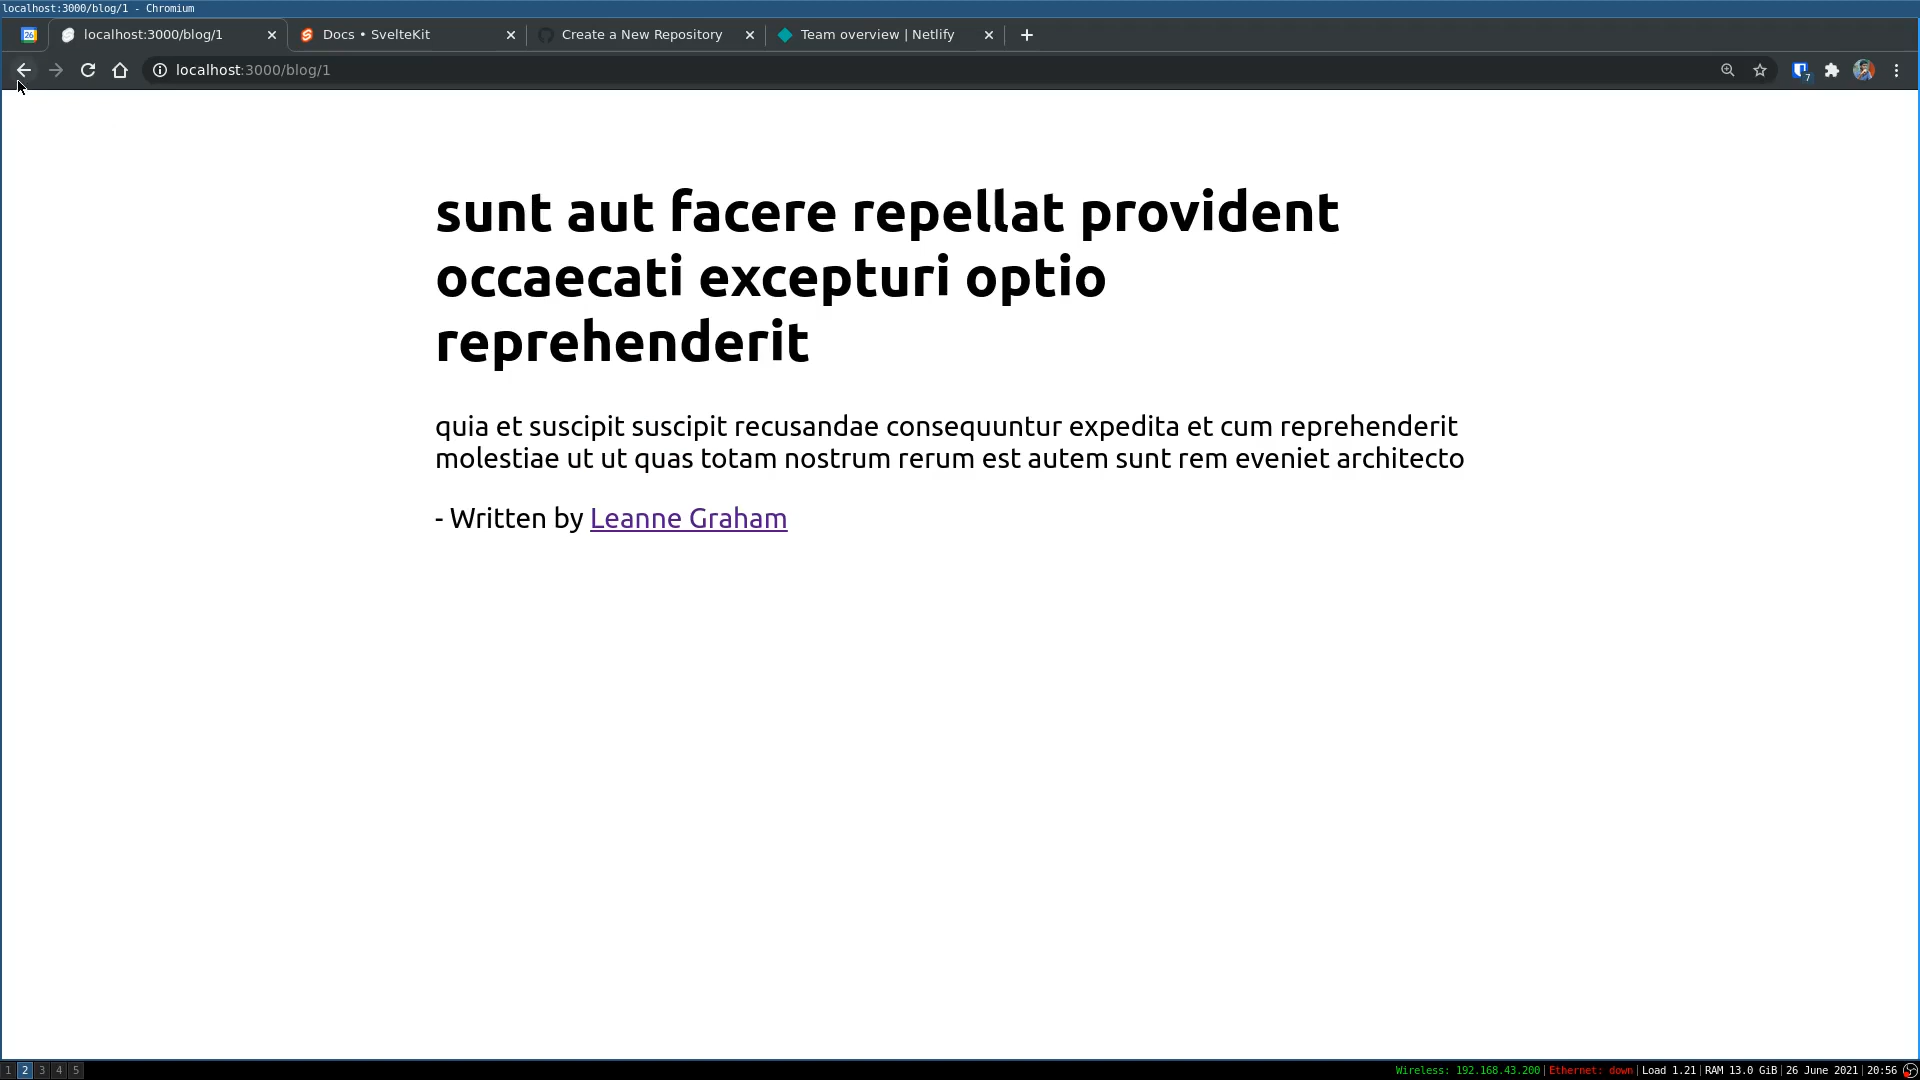 localhost:3000/blog/1 - Chromium
26
localhost:3000/blog/1
Docs • SvelteKit
Create a New Repository
Team overview | Netlify
localhost:3000/blog/1
7
sunt aut facere repellat provident
occaecati excepturi optio
reprehenderit
quia et suscipit suscipit recusandae consequuntur expedita et cum reprehenderit
molestiae ut ut quas totam nostrum rerum est autem sunt rem eveniet architecto
- Written by Leanne Graham
1 2 3 4 5
Wireless: 192.168.43.200 | Ethernet: down | Load 1.21 | RAM 13.0 GiB | 26 June 2021 | 20:56